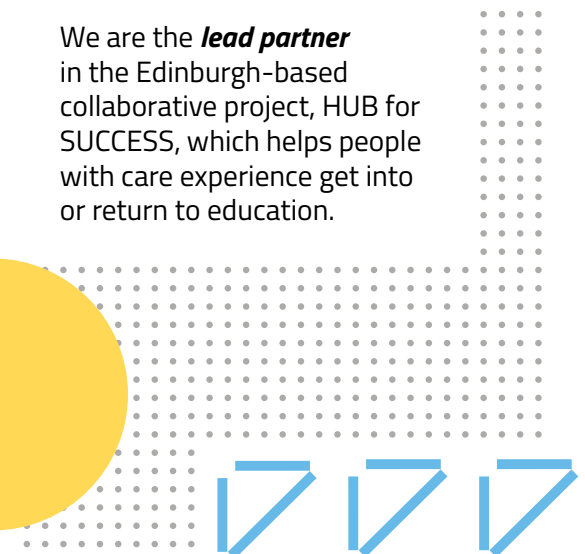 We are the lead partner
in the Edinburgh-based
collaborative project, HUB for
SUCCESS, which helps people
with care experience get into
or return to education.